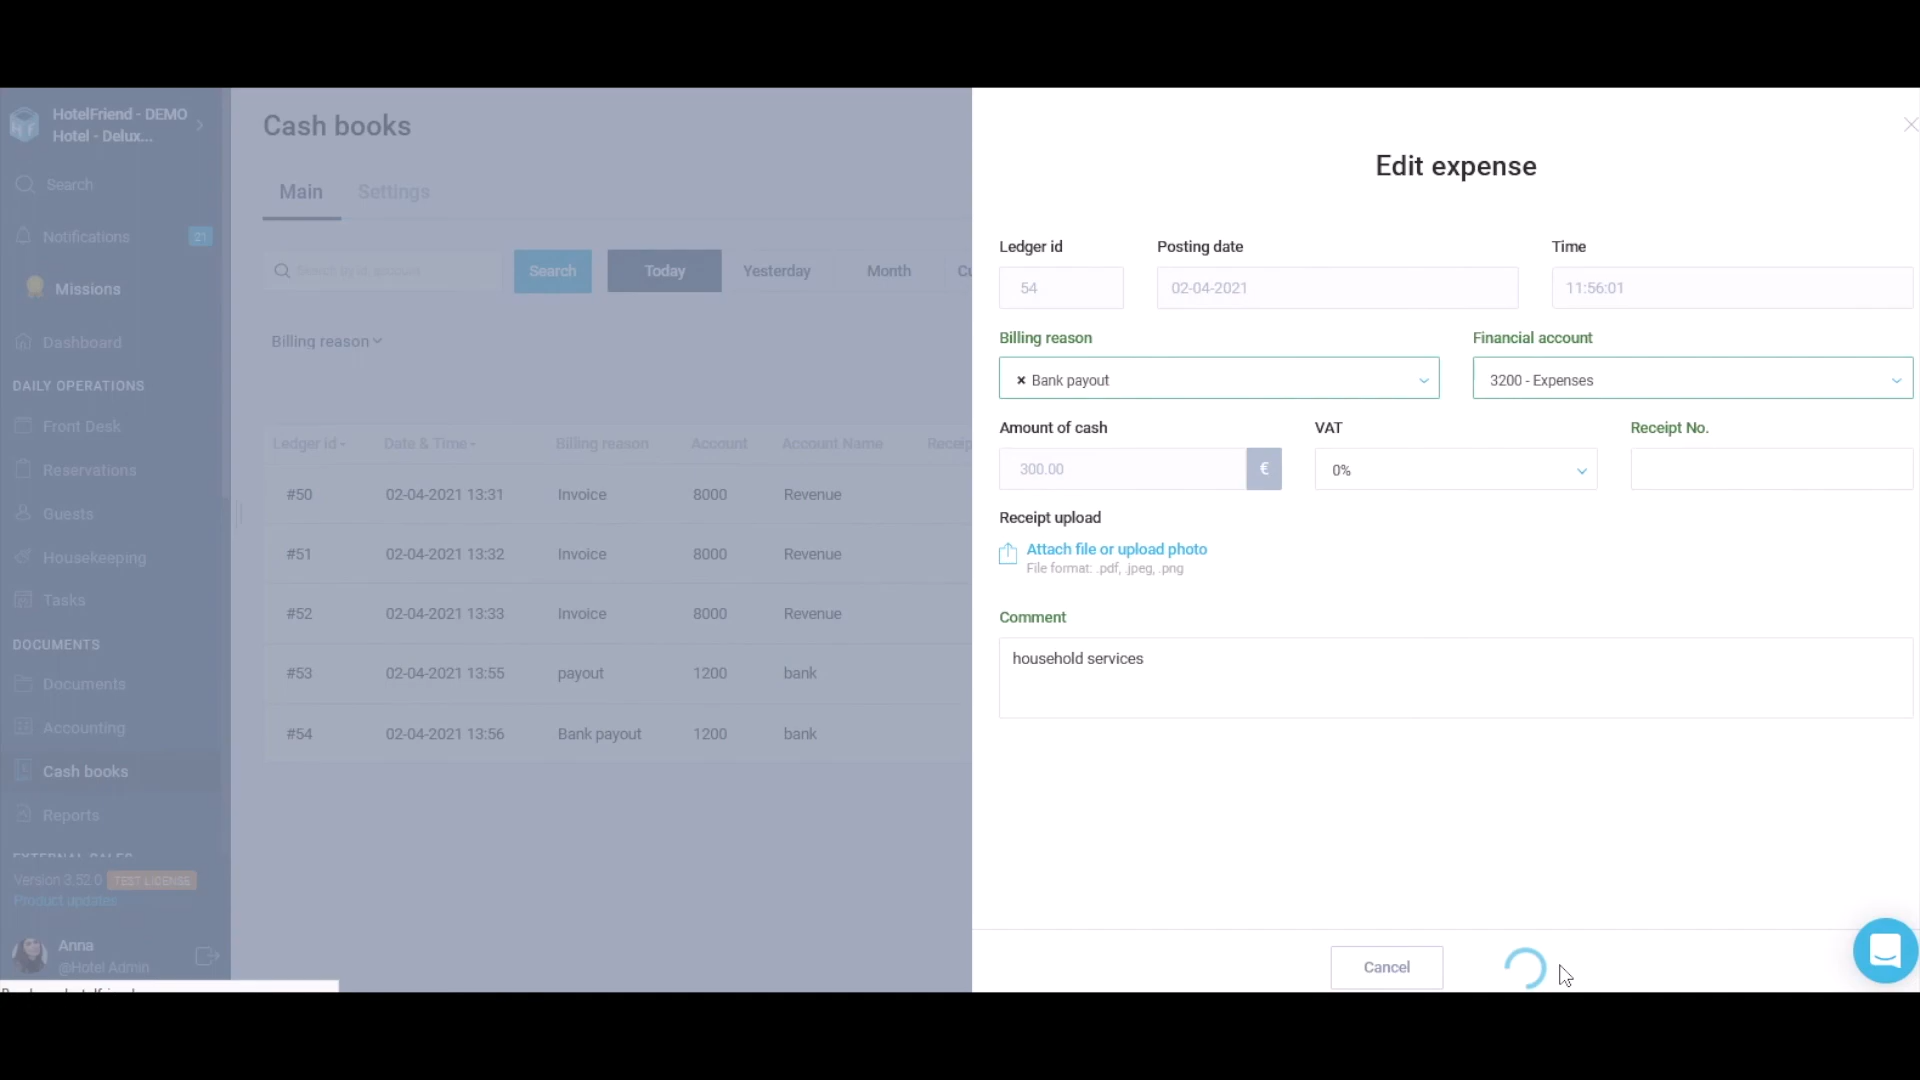 HotelFriend - DEMO
Hotel - Delux...
Search
Notifications 21
Missions
Dashboard
DAILY OPERATIONS
Front Desk
Reservations
Guests
Housekeeping
Tasks
DOCUMENTS
Documents
Accounting
Cash books
Reports
EXTERNAL SALES
Version 3.52.0 TEST LICENSE
Product updates
Anna
@Hotel Admin
Cash books
Main Settings
Search Today Yesterday Month Cu
Billing reason
Ledger id Date & Time Billing reason Account Account Name Receip
#50 02-04-2021 13:31 Invoice 8000 Revenue
#51 02-04-2021 13:32 Invoice 8000 Revenue
#52 02-04-2021 13:33 Invoice 8000 Revenue
#53 02-04-2021 13:55 payout 1200 bank
#54 02-04-2021 13:56 Bank payout 1200 bank
Edit expense
Ledger id Posting date Time
54 02-04-2021 11:56:01
Billing reason Financial account
× Bank payout 3200 - Expenses
Amount of cash VAT Receipt No.
300.00 € 0%
Receipt upload
Attach file or upload photo
File format: .pdf, .jpeg, .png
Comment
household services
Cancel